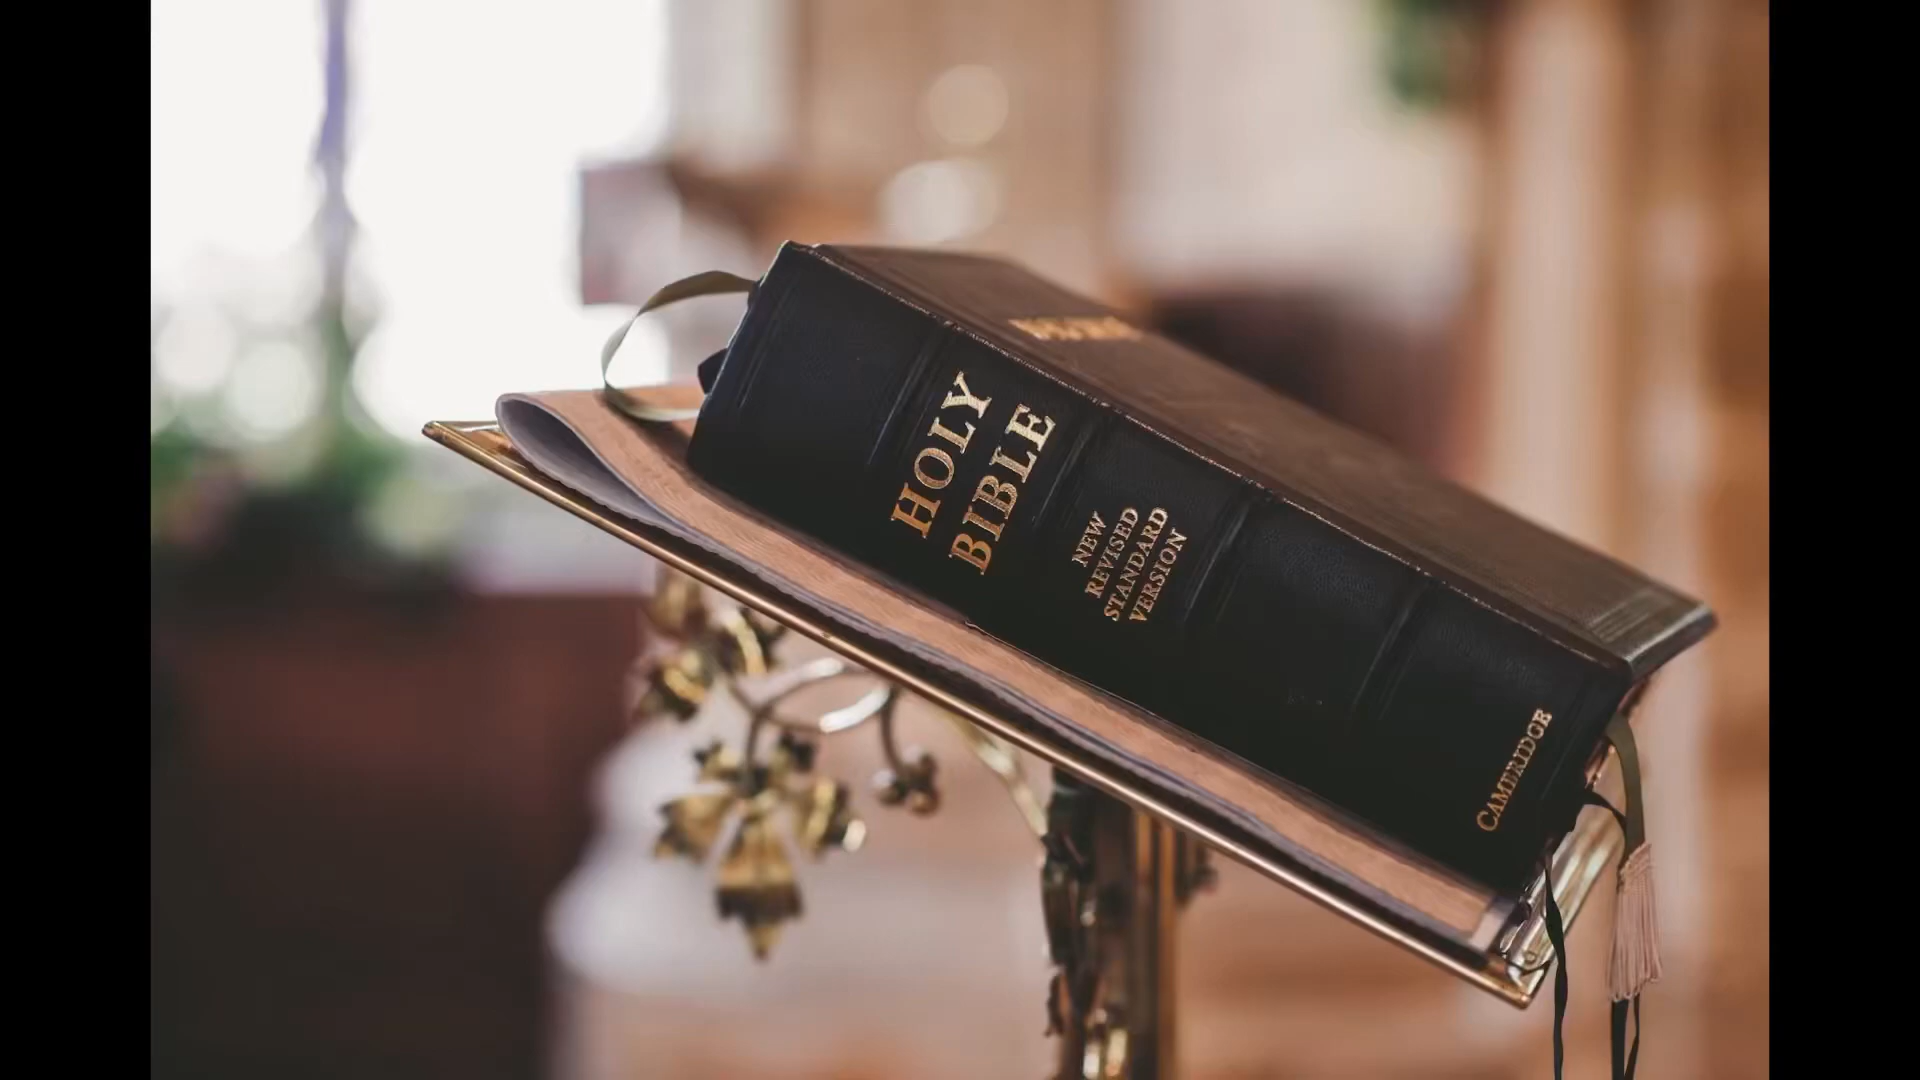 HOLY
BIBLE
NEW
REVISED
STANDARD
VERSION
CAMBRIDGE